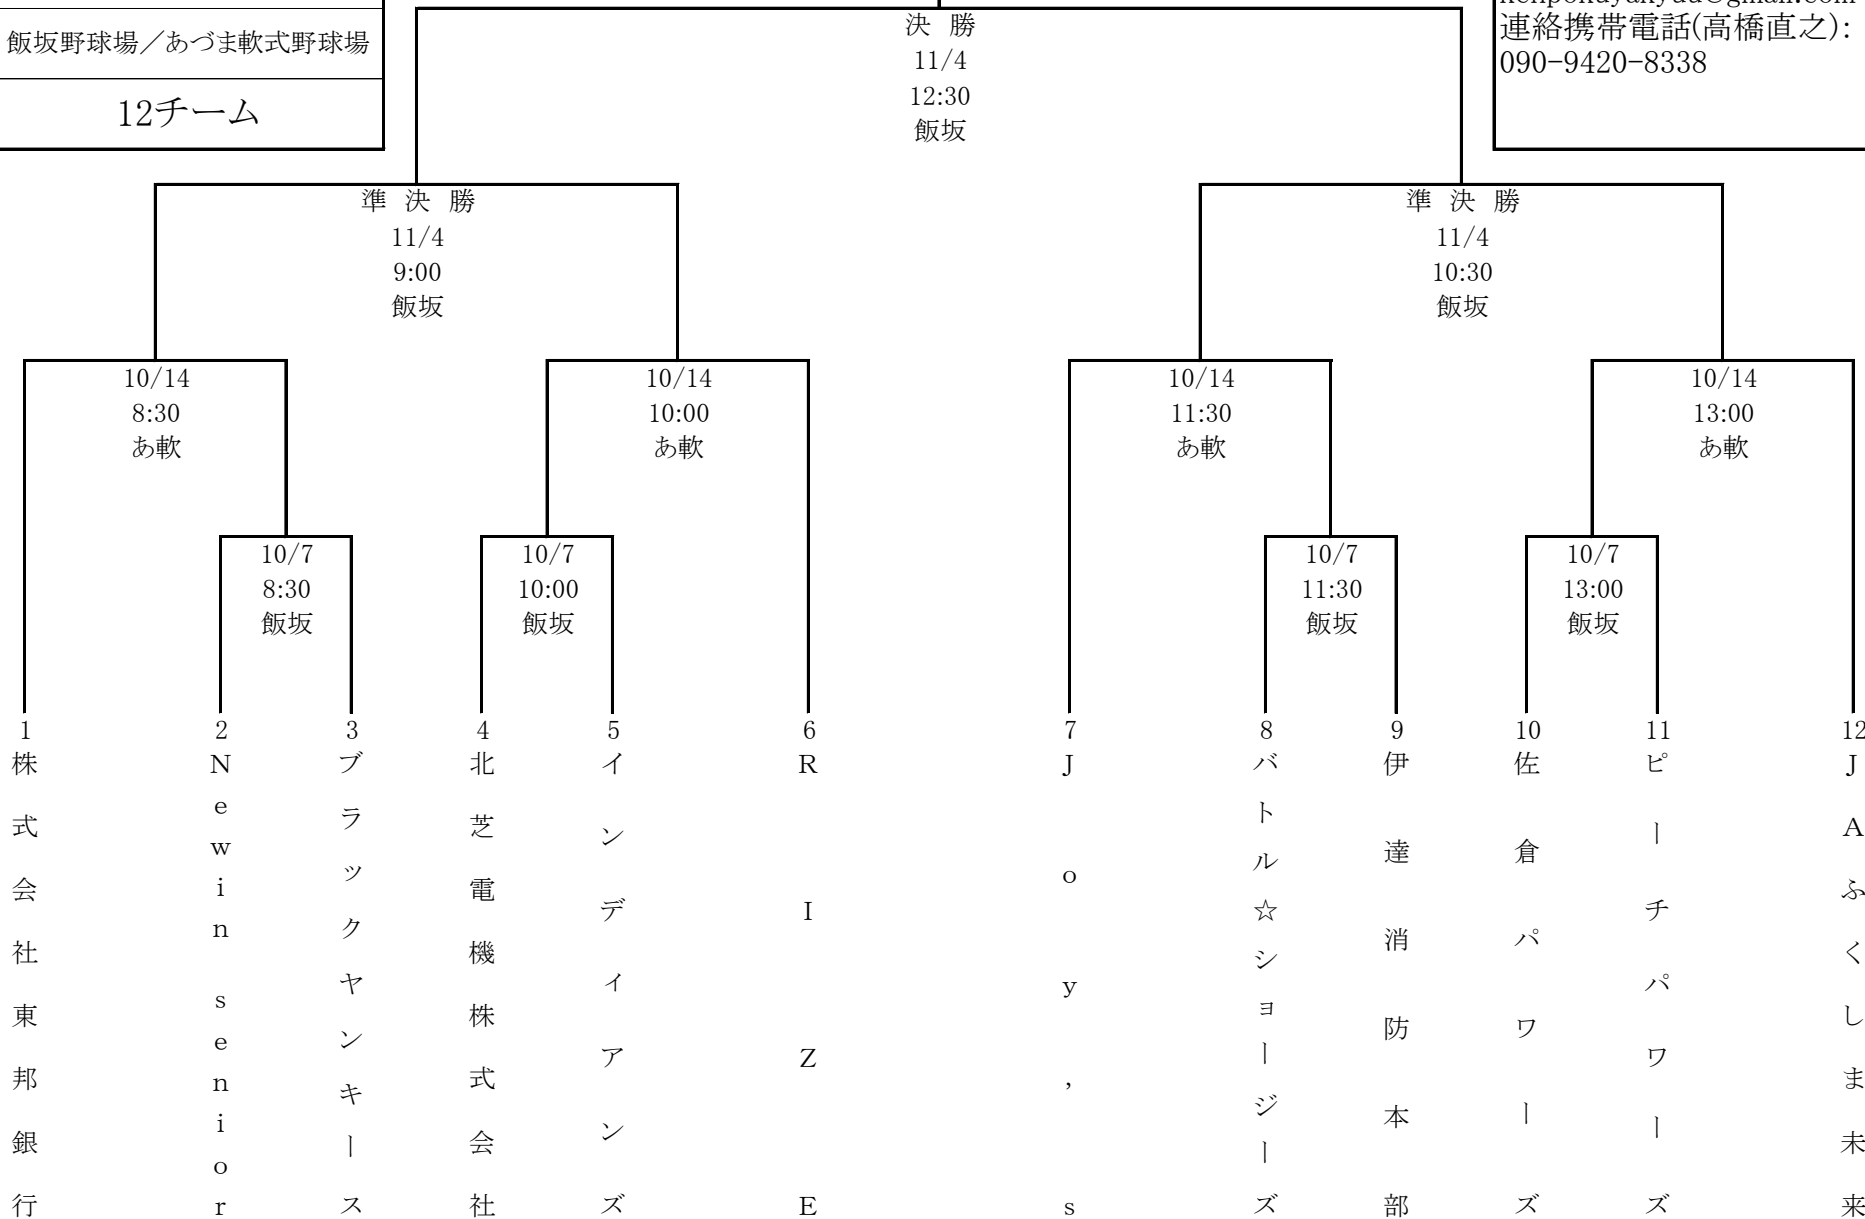 飯坂野球場／あづま軟式野球場
12チーム
連絡携帯電話(高橋直之):
090-9420-8338
決 勝
11/4
12:30
飯坂
準 決 勝
11/4
9:00
飯坂
準 決 勝
11/4
10:30
飯坂
10/14
8:30
あ軟
10/14
10:00
あ軟
10/14
11:30
あ軟
10/14
13:00
あ軟
10/7
8:30
飯坂
10/7
10:00
飯坂
10/7
11:30
飯坂
10/7
13:00
飯坂
1
株式会社東邦銀行
2
Newin senior
3
ブラックヤンキース
4
北芝電機株式会社
5
インディイアンズ
6
RIZE
7
Joy's
8
バトル☆ショージーズ
9
伊達消防本部
10
佐倉パワーズ
11
ピーチパワーズ
12
JAふくしま未来